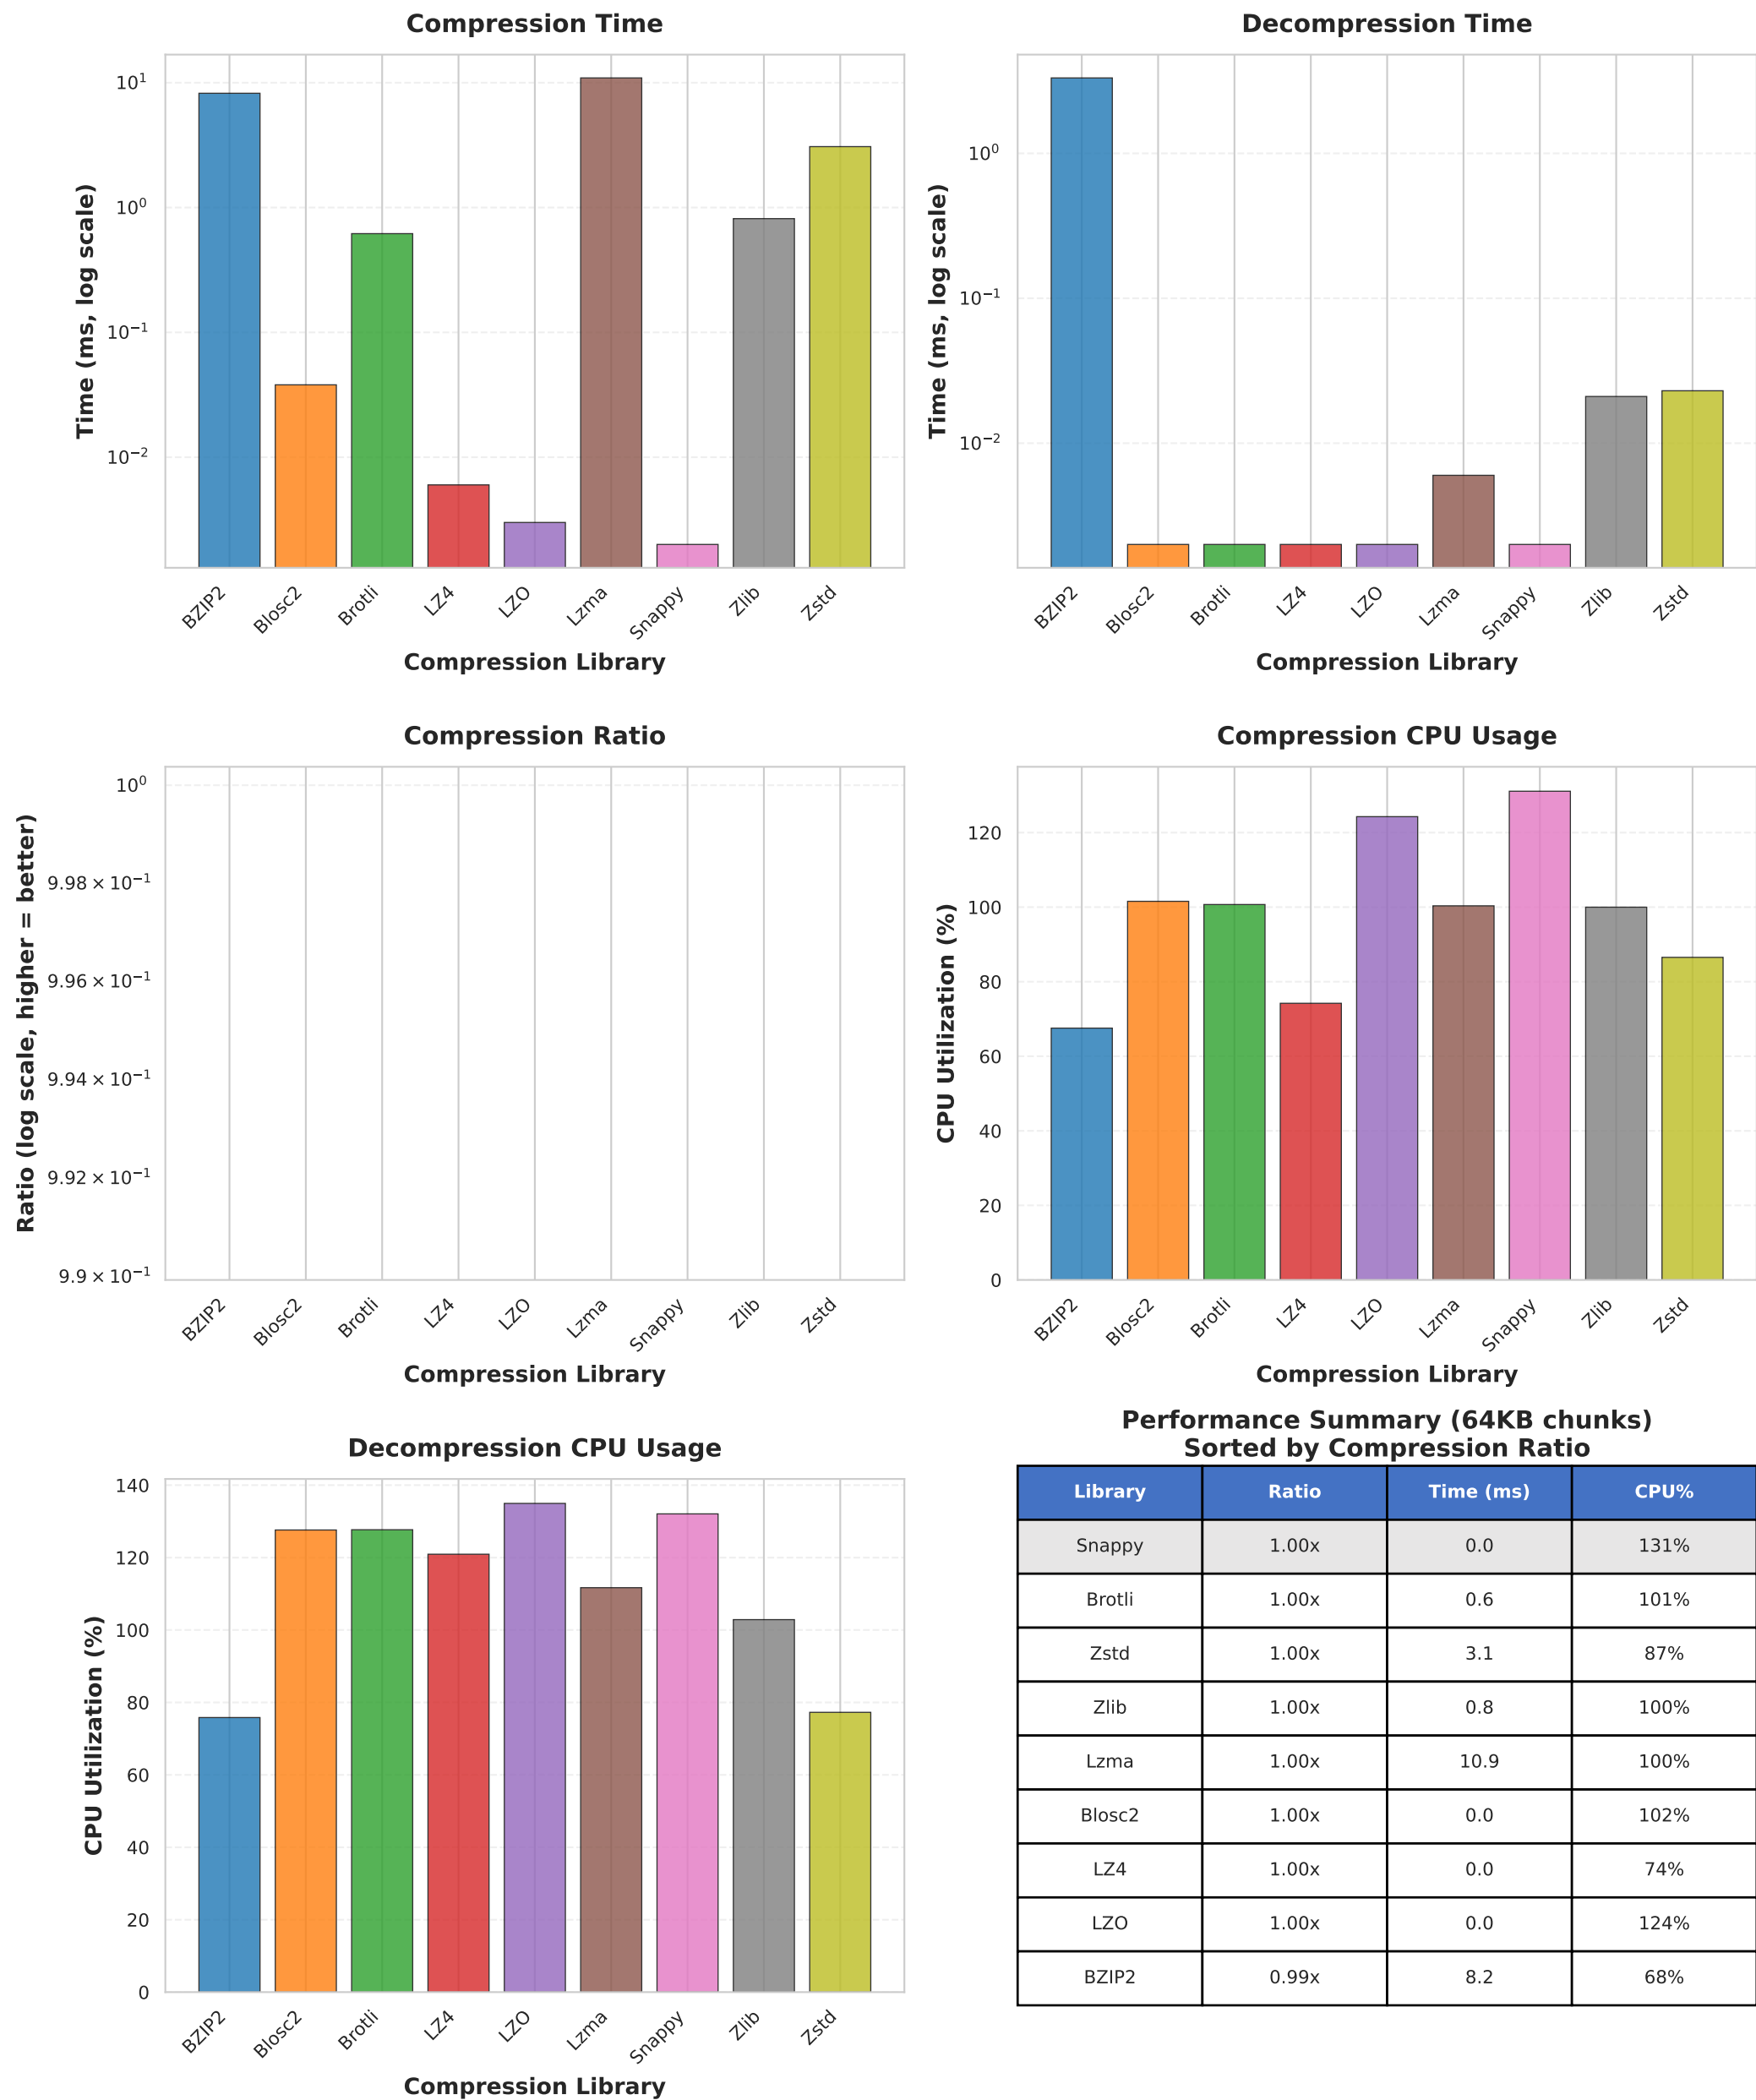 Compression Time
Time (ms, log scale)
10¹
10⁰
10⁻¹
10⁻²
BZIP2
Blosc2
Brotli
LZ4
LZO
Lzma
Snappy
Zlib
Zstd
Compression Library
Decompression Time
Time (ms, log scale)
10⁰
10⁻¹
10⁻²
BZIP2
Blosc2
Brotli
LZ4
LZO
Lzma
Snappy
Zlib
Zstd
Compression Library
Compression Ratio
Ratio (log scale, higher = better)
10⁰
9.98 × 10⁻¹
9.96 × 10⁻¹
9.94 × 10⁻¹
9.92 × 10⁻¹
9.9 × 10⁻¹
BZIP2
Blosc2
Brotli
LZ4
LZO
Lzma
Snappy
Zlib
Zstd
Compression Library
Compression CPU Usage
CPU Utilization (%)
120
100
80
60
40
20
0
BZIP2
Blosc2
Brotli
LZ4
LZO
Lzma
Snappy
Zlib
Zstd
Compression Library
Decompression CPU Usage
CPU Utilization (%)
140
120
100
80
60
40
20
0
BZIP2
Blosc2
Brotli
LZ4
LZO
Lzma
Snappy
Zlib
Zstd
Compression Library
Performance Summary (64KB chunks)
Sorted by Compression Ratio
Library Ratio Time (ms) CPU%
Snappy 1.00x 0.0 131%
Brotli 1.00x 0.6 101%
Zstd 1.00x 3.1 87%
Zlib 1.00x 0.8 100%
Lzma 1.00x 10.9 100%
Blosc2 1.00x 0.0 102%
LZ4 1.00x 0.0 74%
LZO 1.00x 0.0 124%
BZIP2 0.99x 8.2 68%